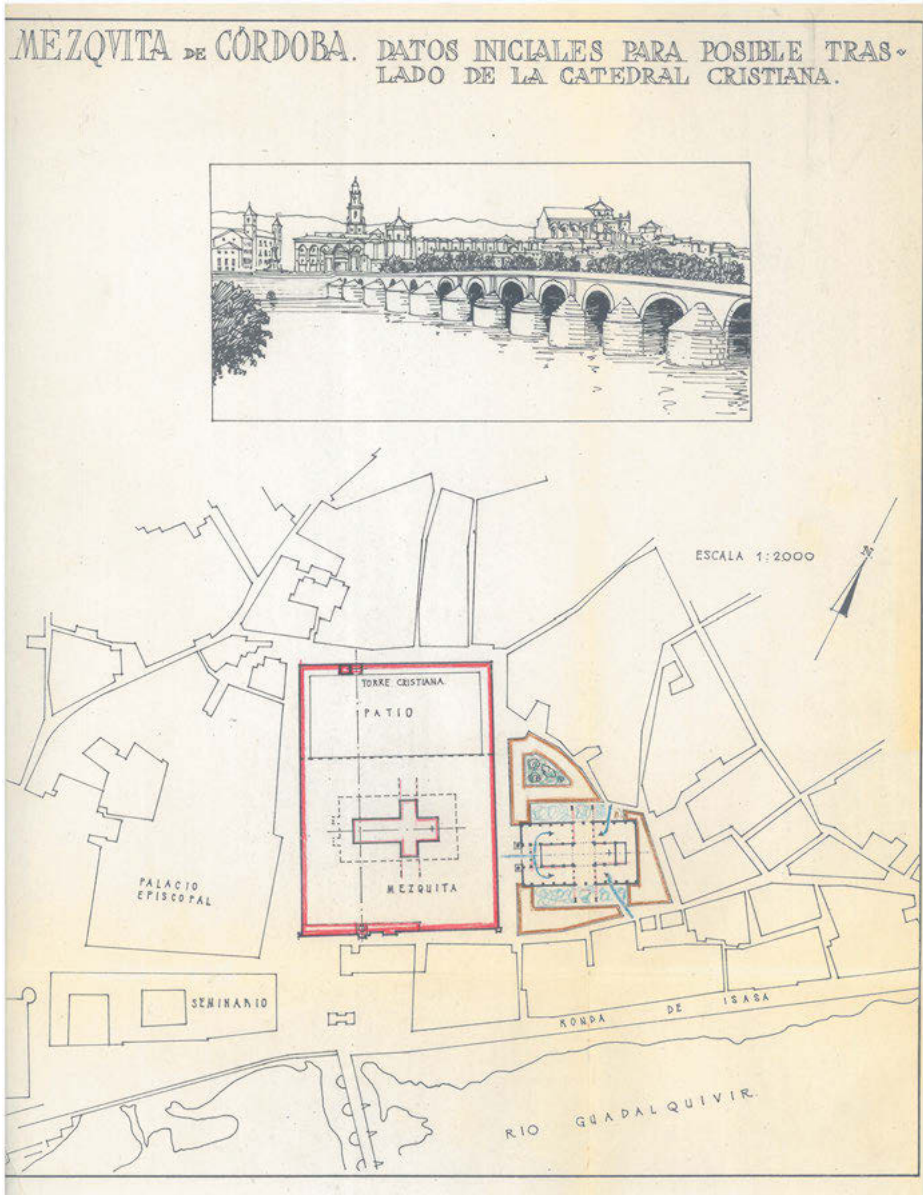 MEZQVITA DE CÓRDOBA. DATOS INICIALES PARA POSIBLE TRAS~
LADO DE LA CATEDRAL CRISTIANA.
ESCALA 1:2000
N
TORRE CRISTIANA
PATIO
MEZQUITA
PALACIO
EPISCOPAL
SEMINARIO
RONDA DE ISASA
RIO GUADALQUIVIR.